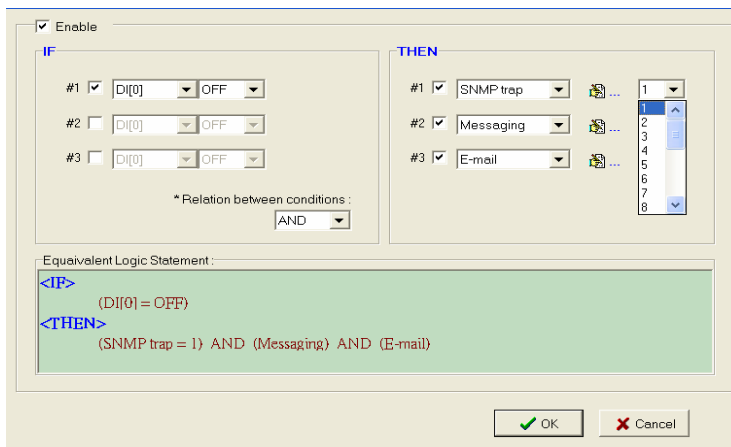 Enable
IF
#1 DI[0] OFF
#2 DI[0] OFF
#3 DI[0] OFF
* Relation between conditions :
AND
THEN
#1 SNMP trap ... 1
#2 Messaging ...
#3 E-mail ...
1
2
3
4
5
6
7
8
Equaivalent Logic Statement :
<IF>
(DI[0] = OFF)
<THEN>
(SNMP trap = 1) AND (Messaging) AND (E-mail)
OK
Cancel